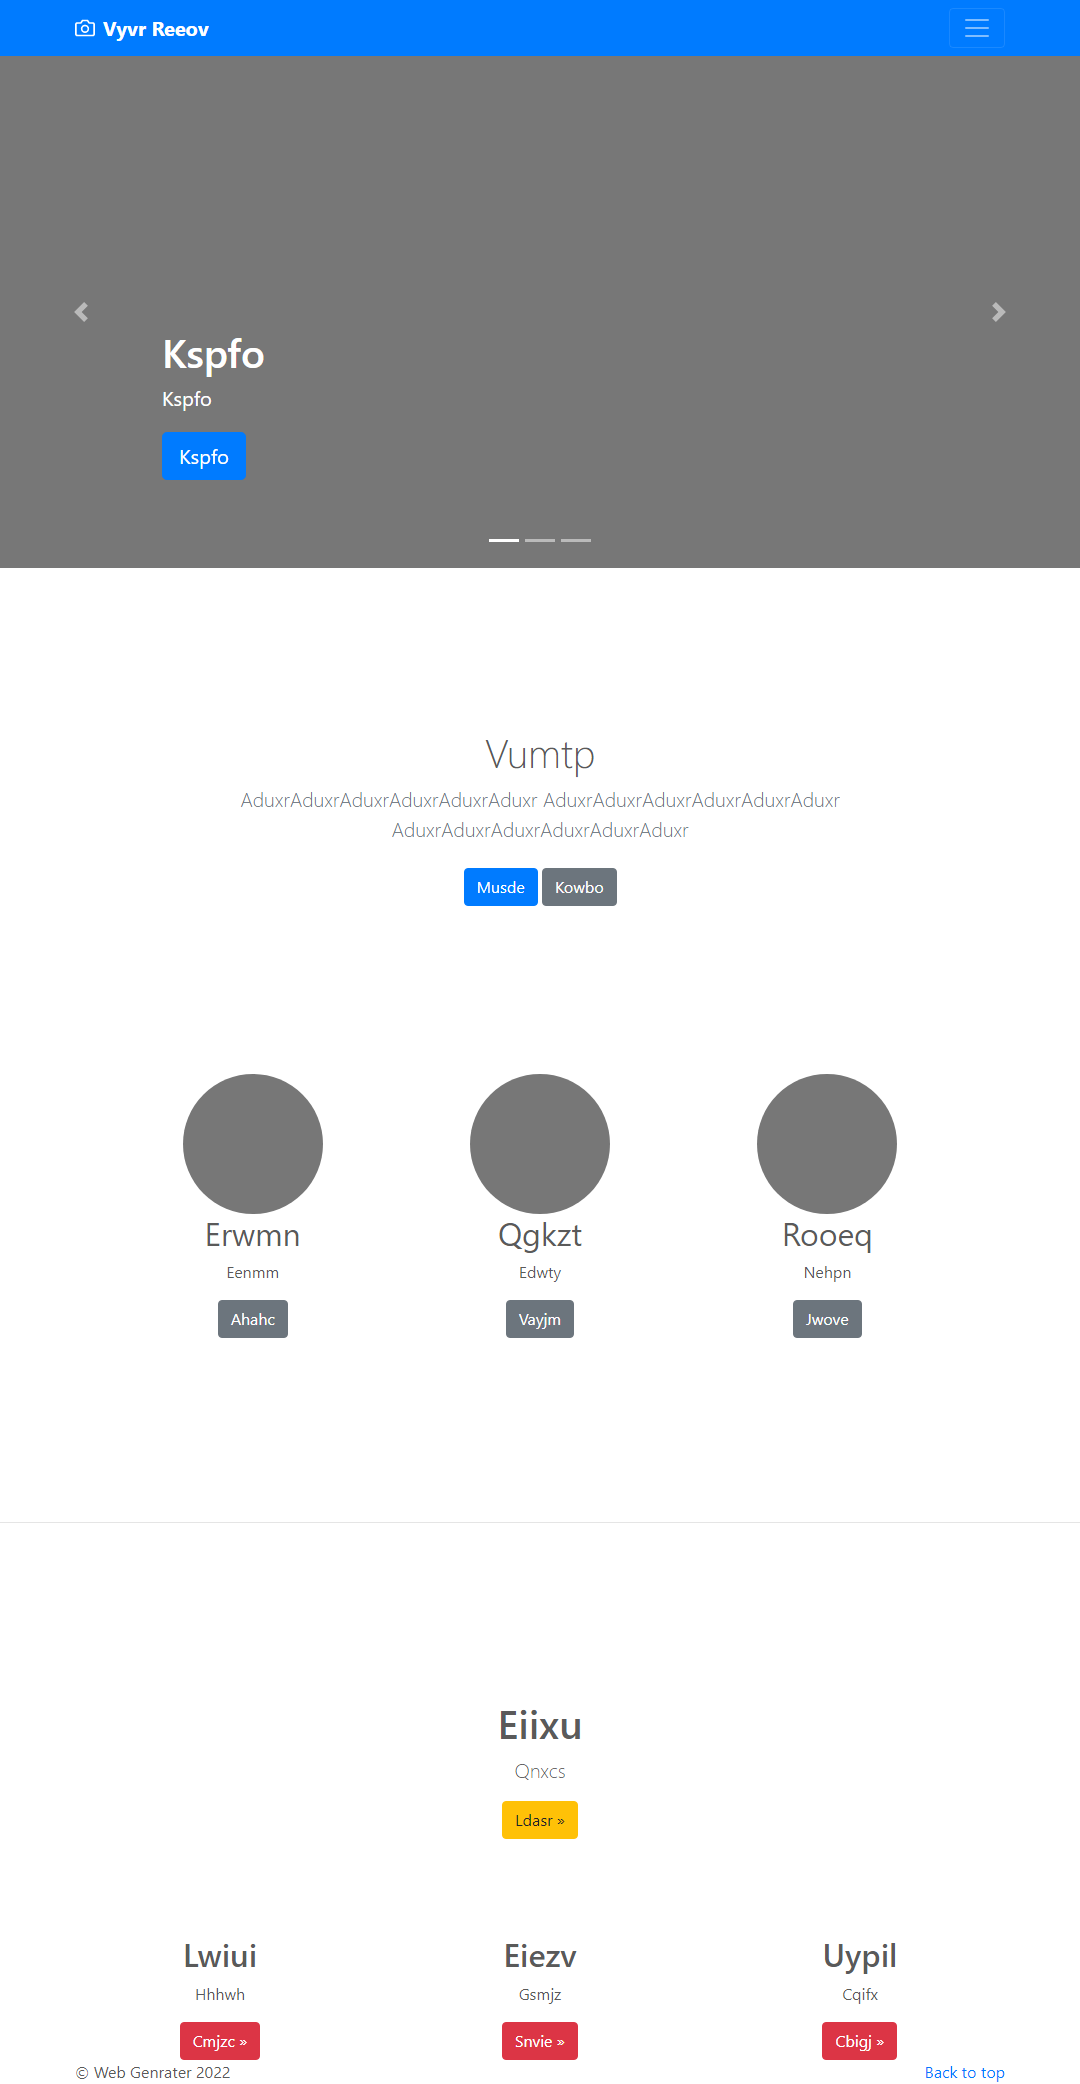 Vyvr Reeov
Kspfo
Kspfo
Kspfo
Vumtp
AduxrAduxrAduxrAduxrAduxrAduxr AduxrAduxrAduxrAduxrAduxrAduxr
AduxrAduxrAduxrAduxrAduxrAduxr
Musde Kowbo
Erwmn Qgkzt Rooeq
Eenmm Edwty Nehpn
Ahahc Vayjm Jwove
Eiixu
Qnxcs
Ldasr »
Lwiui Eiezv Uypil
Hhhwh Gsmjz Cqifx
Cmjzc » Snvie » Cbigj »
© Web Genrater 2022 Back to top